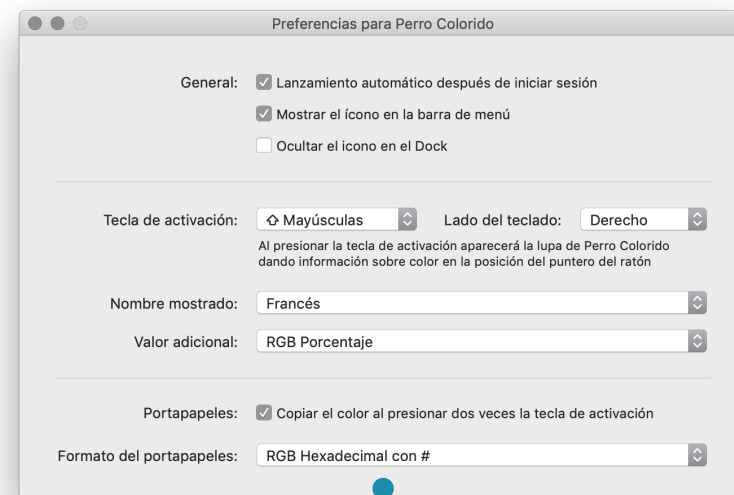 Preferencias para Perro Colorido
General: Lanzamiento automático después de iniciar sesión
Mostrar el ícono en la barra de menú
Ocultar el icono en el Dock
Tecla de activación: ⇧ Mayúsculas Lado del teclado: Derecho
Al presionar la tecla de activación aparecerá la lupa de Perro Colorido
dando información sobre color en la posición del puntero del ratón
Nombre mostrado: Francés
Valor adicional: RGB Porcentaje
Portapapeles: Copiar el color al presionar dos veces la tecla de activación
Formato del portapapeles: RGB Hexadecimal con #